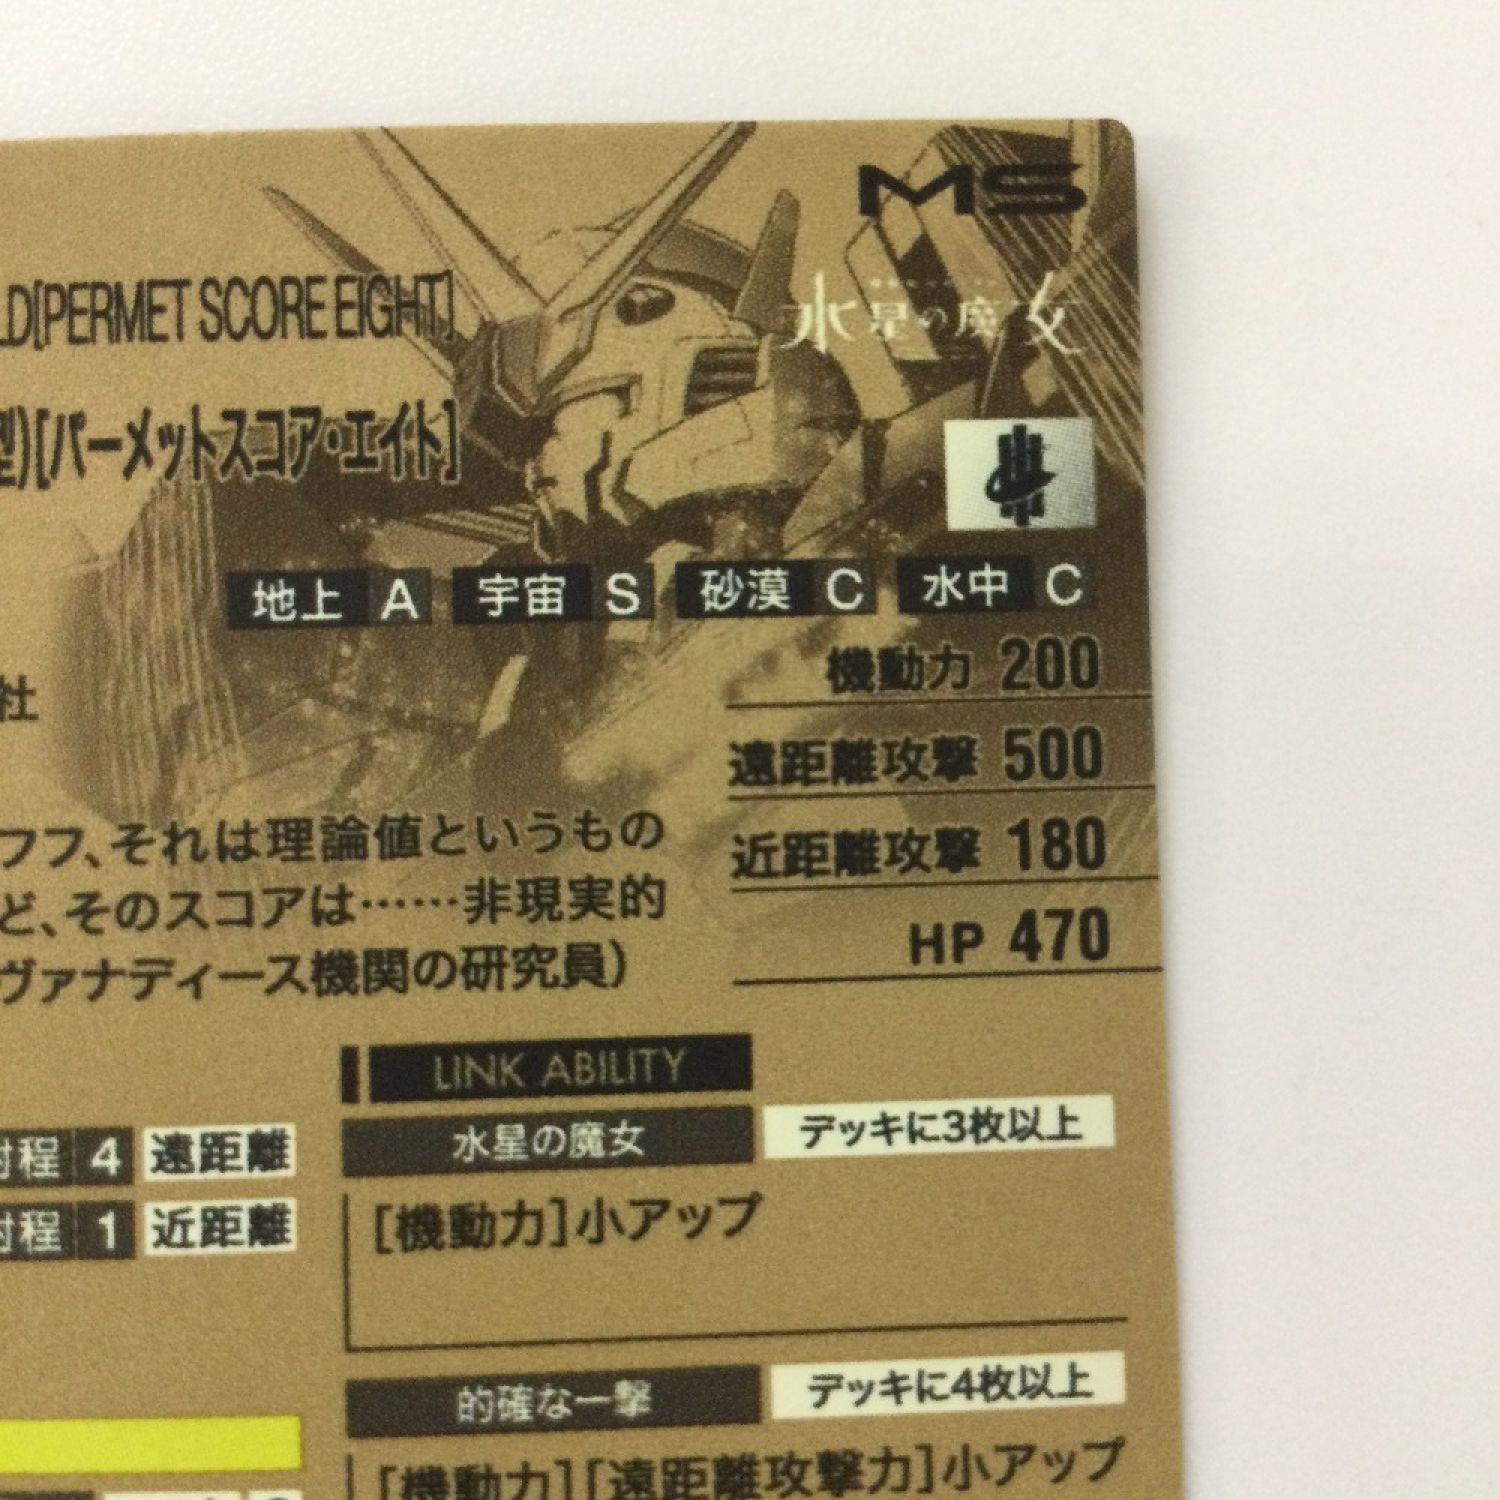 MS
水星の魔女
LD[PERMET SCORE EIGHT]
型)[パーメットスコア・エイト]
地上 A 宇宙 S 砂漠 C 水中 C
機動力 200
社
遠距離攻撃 500
近距離攻撃 180
HP 470
フフ、それは理論値というもの
ど、そのスコアは……非現実的
ヴァナディース機関の研究員)
LINK ABILITY
水星の魔女 デッキに3枚以上
[機動力]小アップ
射程 4 遠距離
射程 1 近距離
的確な一撃 デッキに4枚以上
[機動力][遠距離攻撃力]小アップ